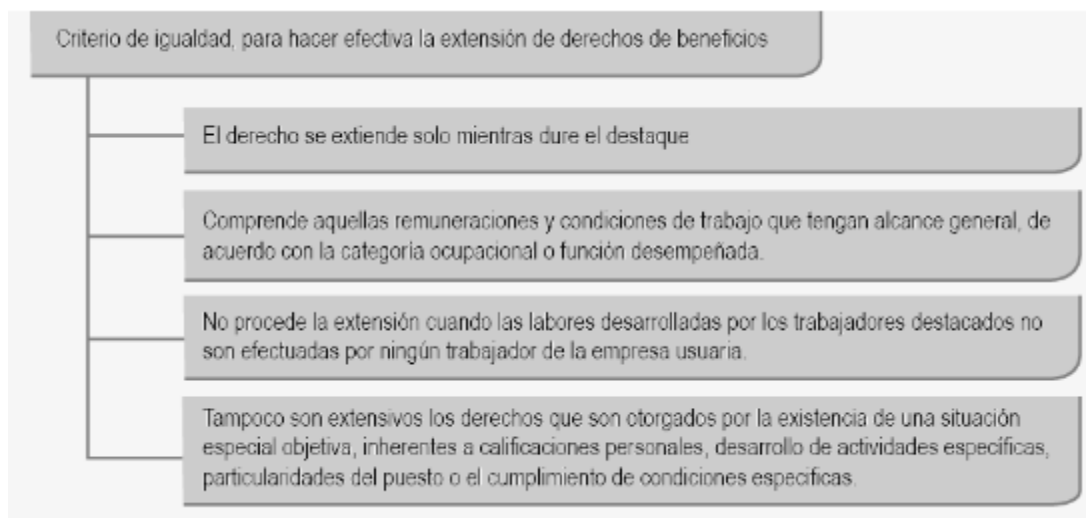 Criterio de igualdad, para hacer efectiva la extensión de derechos de beneficios
El derecho se extiende solo mientras dure el destaque
Comprende aquellas remuneraciones y condiciones de trabajo que tengan alcance general, de
acuerdo con la categoría ocupacional o función desempeñada.
No procede la extensión cuando las labores desarrolladas por los trabajadores destacados no
son efectuadas por ningún trabajador de la empresa usuaria.
Tampoco son extensivos los derechos que son otorgados por la existencia de una situación
especial objetiva, inherentes a calificaciones personales, desarrollo de actividades específicas,
particularidades del puesto o el cumplimiento de condiciones especificas.